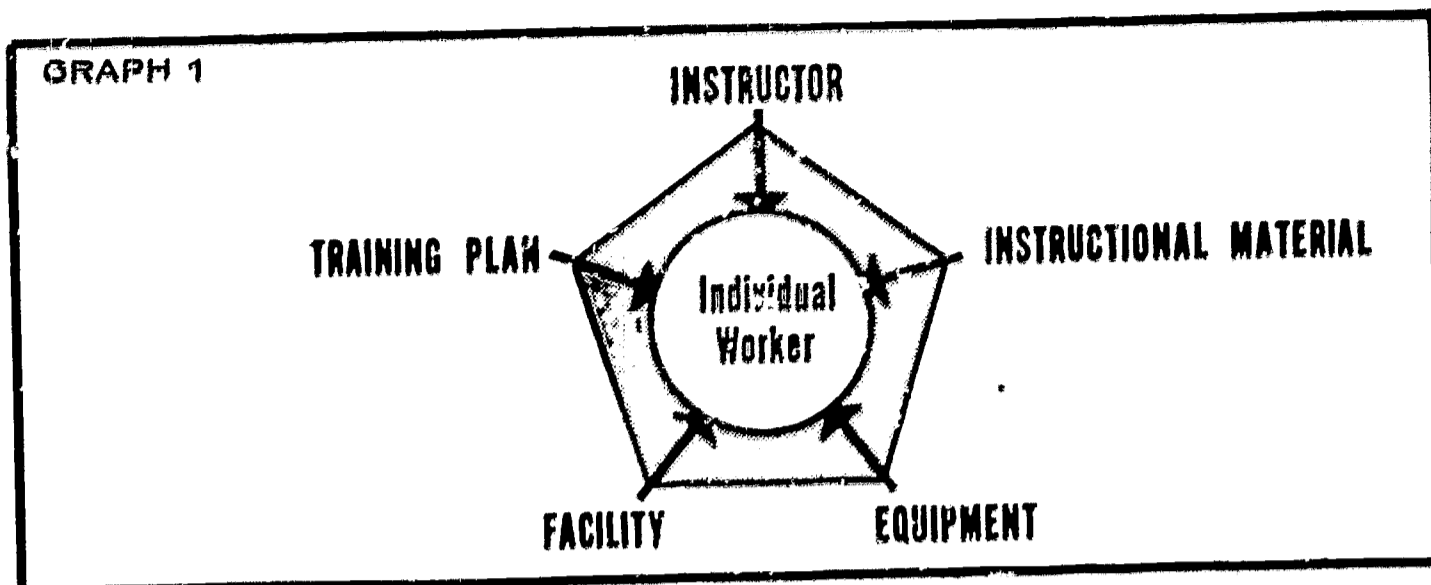 GRAPH 1
INSTRUCTOR
TRAINING PLAN
INSTRUCTIONAL MATERIAL
Individual
Worker
FACILITY
EQUIPMENT